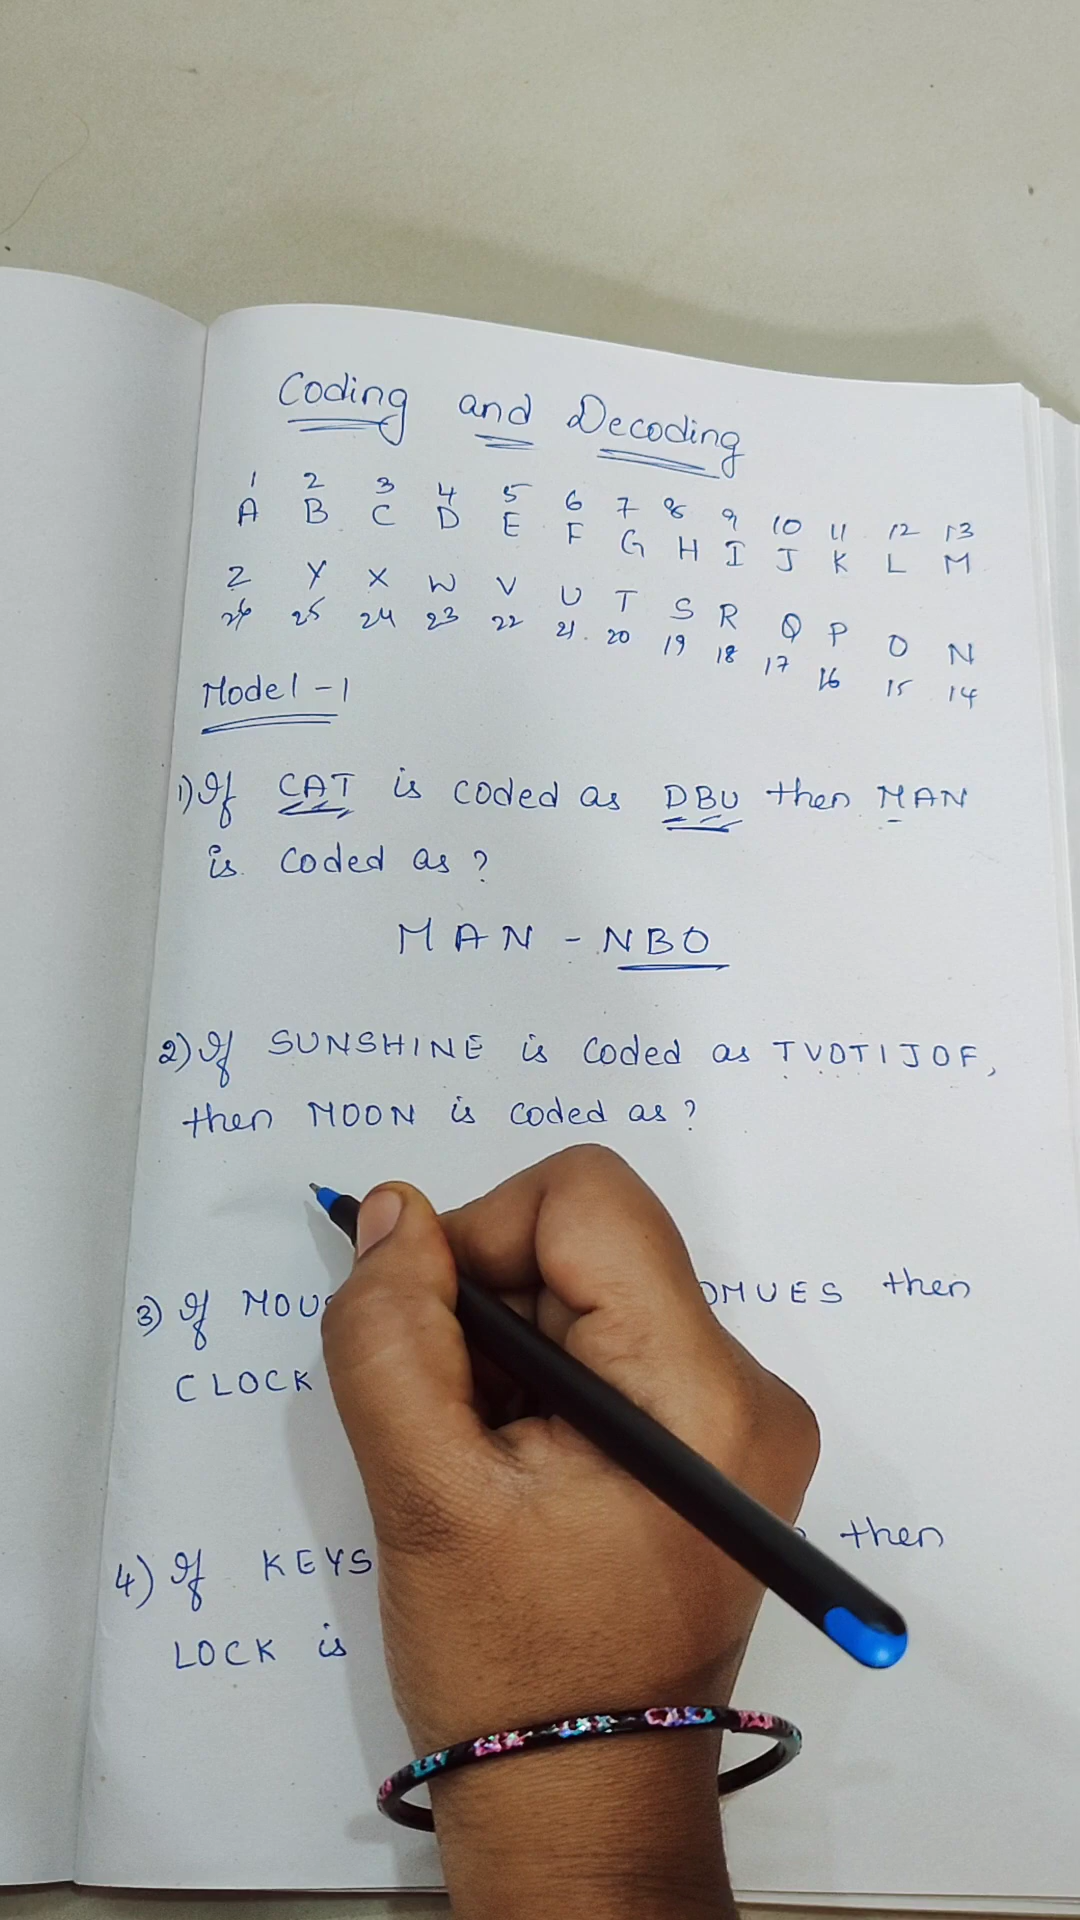 Coding and Decoding
1 2 3 4 5 6 7 8 9 10 11 12 13
A B C D E F G H I J K L M
Z Y X W V U T S R Q P O N
26 25 24 23 22 21 20 19 18 17 16 15 14
Model-1
1) If CAT is coded as DBU then MAN
is coded as?
MAN - NBO
2) If SUNSHINE is coded as TVOTIJOF,
then MOON is coded as?
3) If then
CLOCK
4) If KEYS then
LOCK is